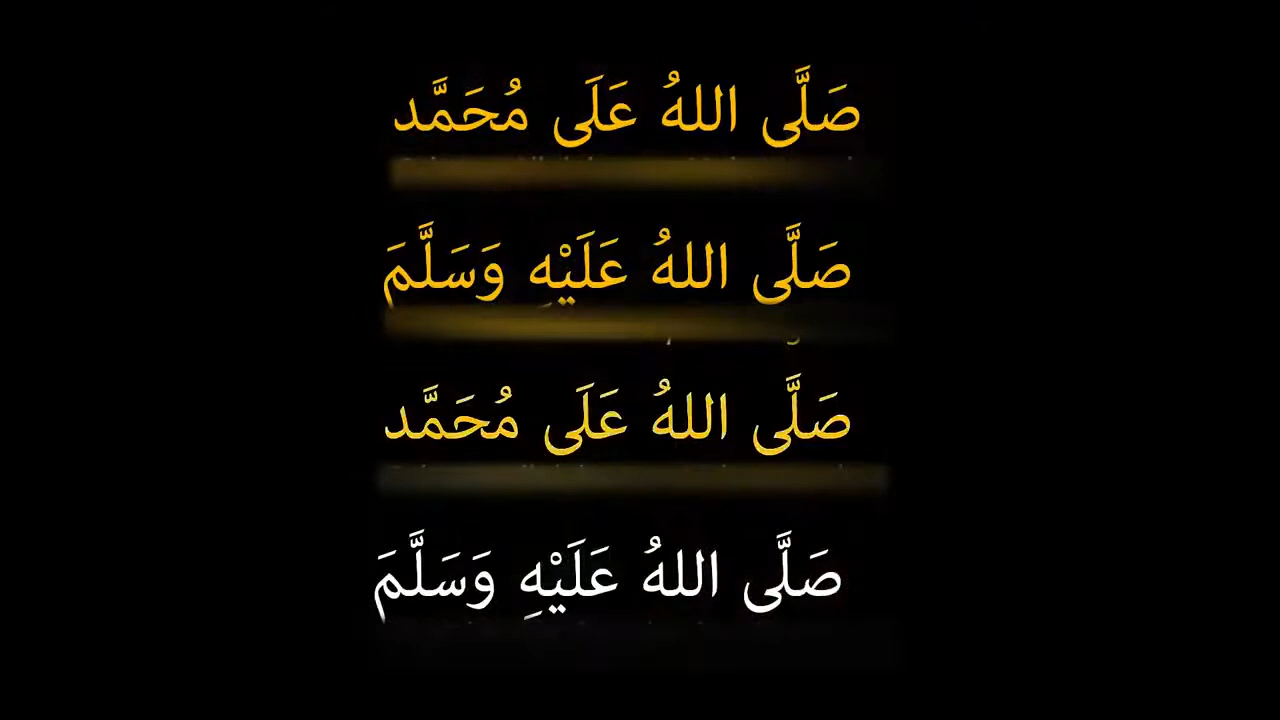 صَلَّى اللهُ عَلَى مُحَمَّد
صَلَّى اللهُ عَلَيْهِ وَسَلَّمَ
صَلَّى اللهُ عَلَى مُحَمَّد
صَلَّى اللهُ عَلَيْهِ وَسَلَّمَ